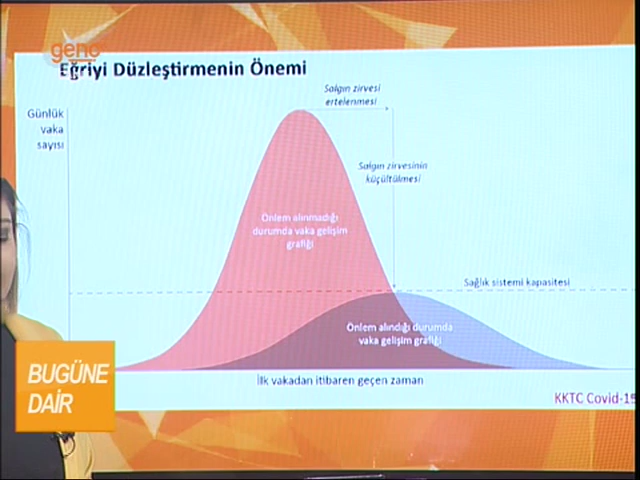 genç
Eğriyi Düzleştirmenin Önemi
Günlük
vaka
sayısı
Salgın zirvesi
ertelenmesi
Salgın zirvesinin
küçültülmesi
Önlem alınmadığı
durumda vaka gelişim
grafiği
Sağlık sistemi kapasitesi
Önlem alındığı durumda
vaka gelişim grafiği
İlk vakadan itibaren geçen zaman
KKTC Covid-19
BUGÜNE
DAİR